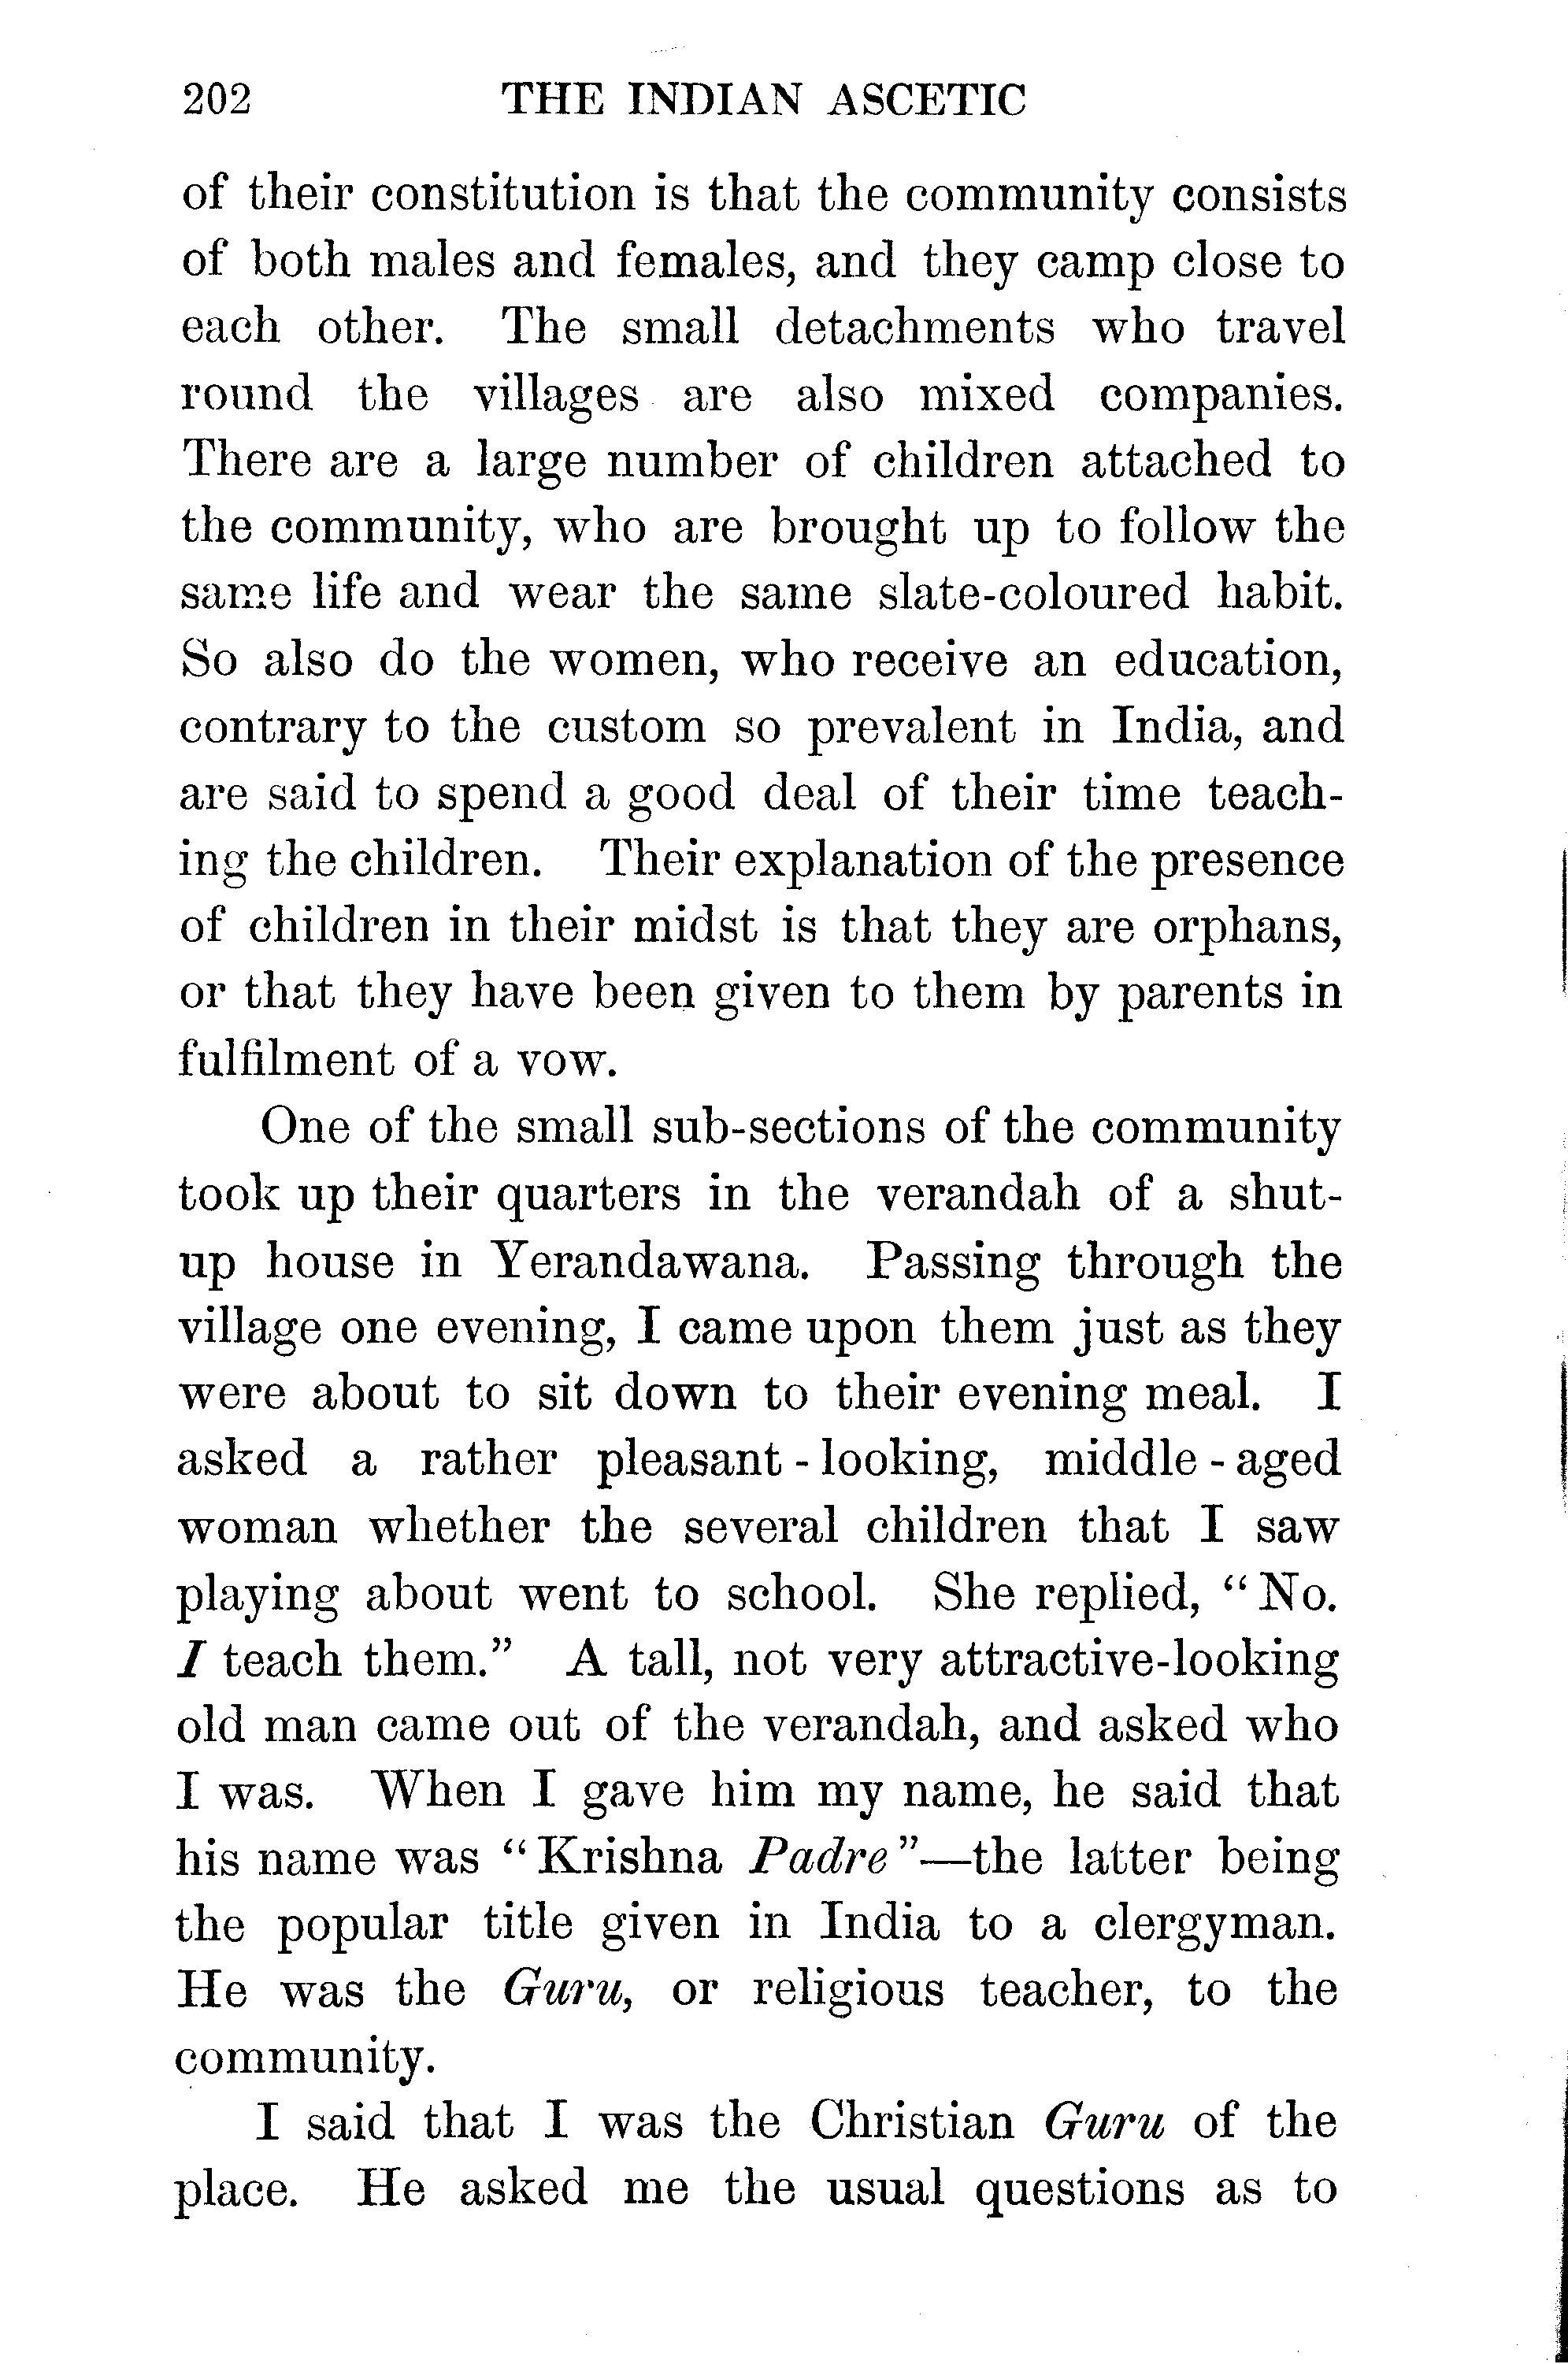 202 THE INDIAN ASCETIC
of their constitution is that the community consists
of both males and females, and they camp close to
each other. The small detachments who travel
round the villages are also mixed companies.
There are a large number of children attached to
the community, who are brought up to follow the
same life and wear the same slate-coloured habit.
So also do the women, who receive an education,
contrary to the custom so prevalent in India, and
are said to spend a good deal of their time teach-
ing the children. Their explanation of the presence
of children in their midst is that they are orphans,
or that they have been given to them by parents in
fulfilment of a vow.
One of the small sub-sections of the community
took up their quarters in the verandah of a shut-
up house in Yerandawana. Passing through the
village one evening, I came upon them just as they
were about to sit down to their evening meal. I
asked a rather pleasant-looking, middle-aged
woman whether the several children that I saw
playing about went to school. She replied, “No.
I teach them.” A tall, not very attractive-looking
old man came out of the verandah, and asked who
I was. When I gave him my name, he said that
his name was “Krishna Padre”—the latter being
the popular title given in India to a clergyman.
He was the Guru, or religious teacher, to the
community.
I said that I was the Christian Guru of the
place. He asked me the usual questions as to